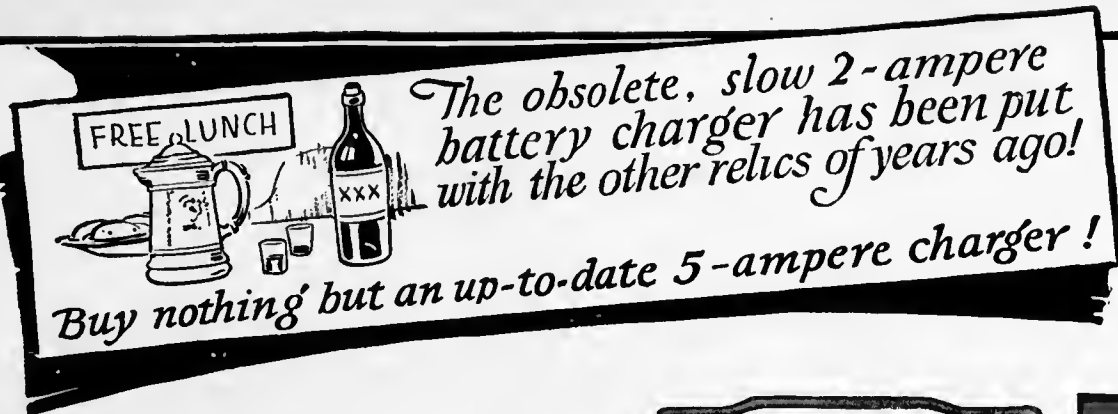 FREE LUNCH
XXX
The obsolete, slow 2-ampere
battery charger has been put
with the other relics of years ago!
Buy nothing but an up-to-date 5-ampere charger!